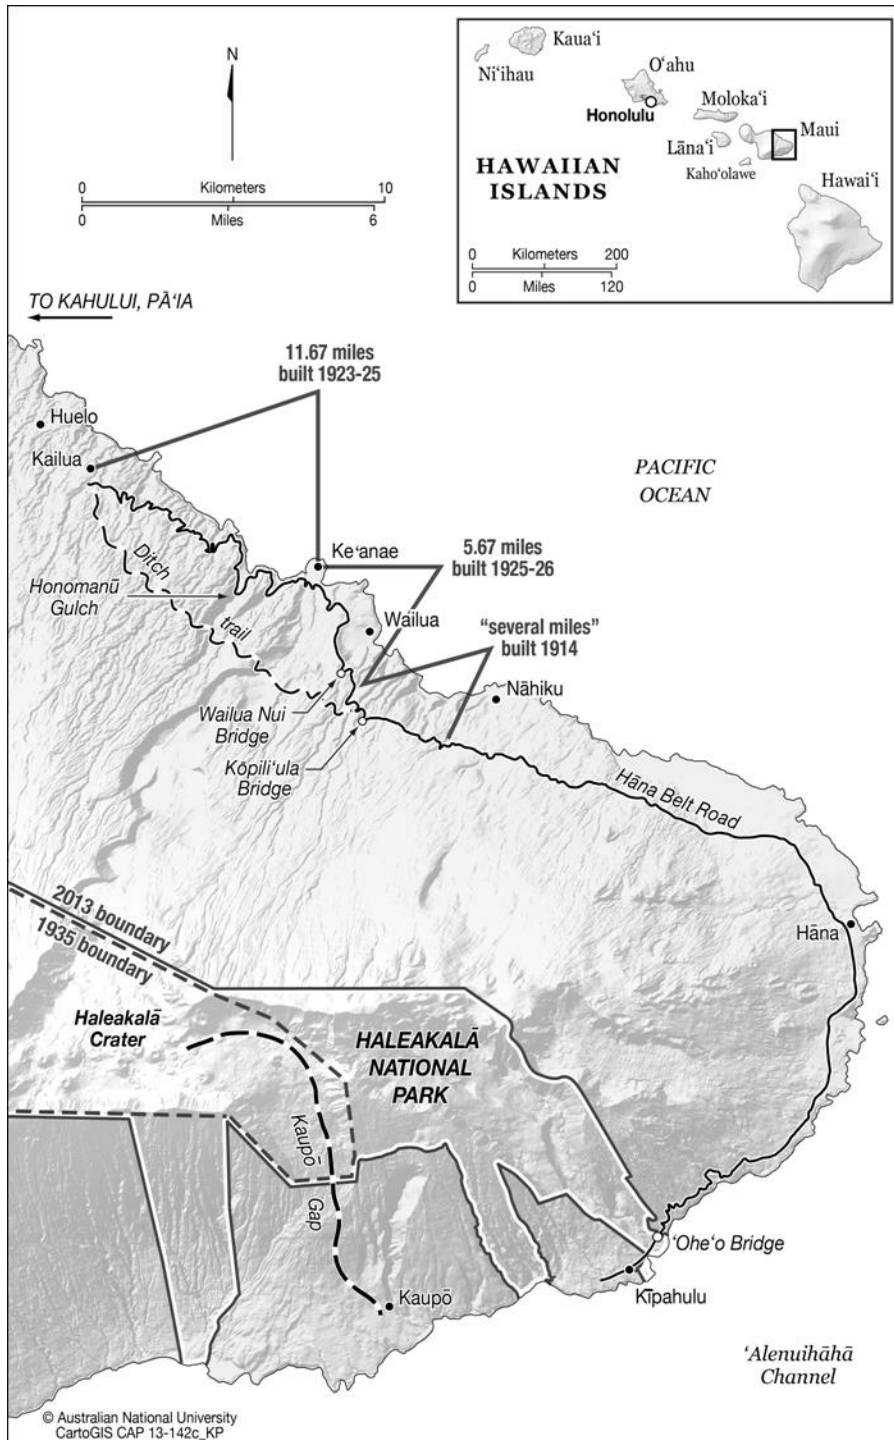 N
0 Kilometers 10
0 Miles 6
Kaua‘i
Ni‘ihau
O‘ahu
Honolulu
Moloka‘i
Lāna‘i
Maui
Kaho‘olawe
Hawai‘i
HAWAIIAN
ISLANDS
0 Kilometers 200
0 Miles 120
TO KAHULUI, PĀ‘IA
11.67 miles
built 1923-25
Huelo
Kailua
PACIFIC
OCEAN
Ke‘anae
5.67 miles
built 1925-26
Ditch
trail
Honomanū
Gulch
Wailua
“several miles”
built 1914
Nāhiku
Wailua Nui
Bridge
Kōpili‘ula
Bridge
Hāna Belt Road
2013 boundary
1935 boundary
Hāna
Haleakalā
Crater
HALEAKALĀ
NATIONAL
PARK
Kaupō
Gap
‘Ohe‘o Bridge
Kīpahulu
Kaupō
‘Alenuihāhā
Channel
© Australian National University
CartoGIS CAP 13-142c_KP